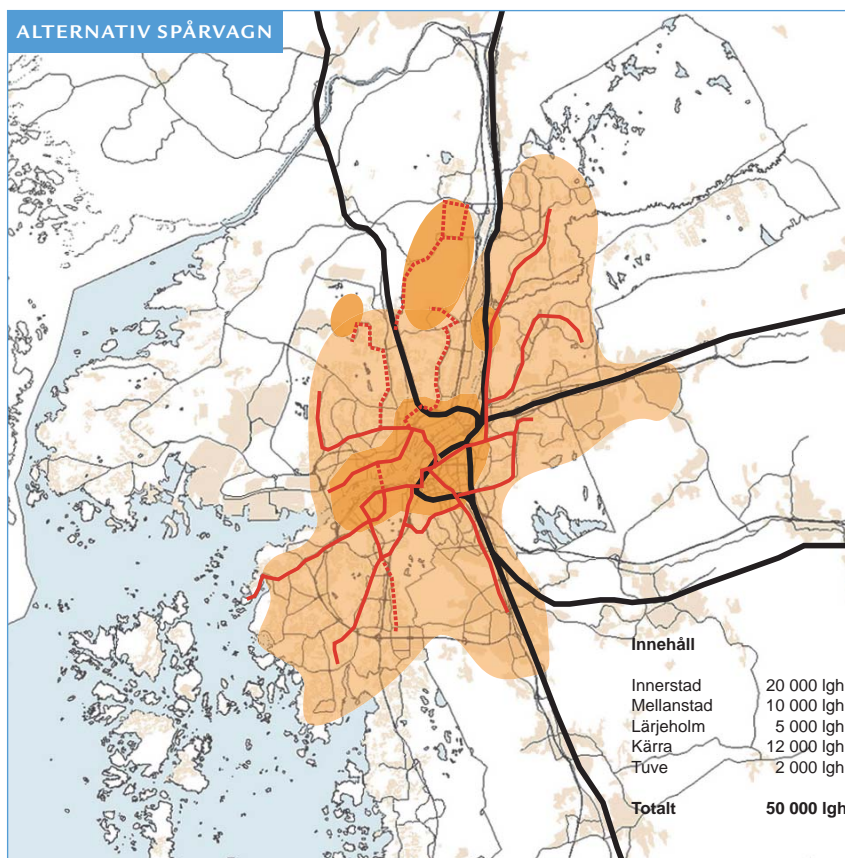 ALTERNATIV SPÅRVAGN
Innehåll
Innerstad 20 000 lgh
Mellanstad 10 000 lgh
Lärjeholm 5 000 lgh
Kärra 12 000 lgh
Tuve 2 000 lgh
Totalt 50 000 lgh